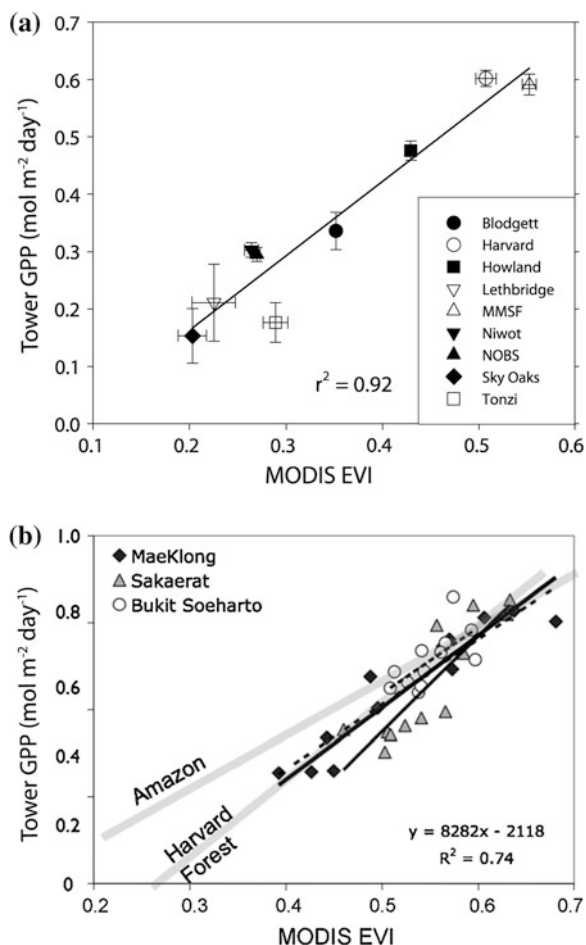 (a)
0.7
0.6
0.5
0.4
0.3
0.2
0.1
0.0
Tower GPP (mol m⁻² day⁻¹)
Blodgett
Harvard
Howland
Lethbridge
MMSF
Niwot
NOBS
Sky Oaks
Tonzi
r² = 0.92
0.1 0.2 0.3 0.4 0.5 0.6
MODIS EVI
(b)
1.0
0.8
0.6
0.4
0.2
0
Tower GPP (mol m⁻² day⁻¹)
MaeKlong
Sakaerat
Bukit Soeharto
Amazon
Harvard
Forest
y = 8282x - 2118
R² = 0.74
0.2 0.3 0.4 0.5 0.6 0.7
MODIS EVI